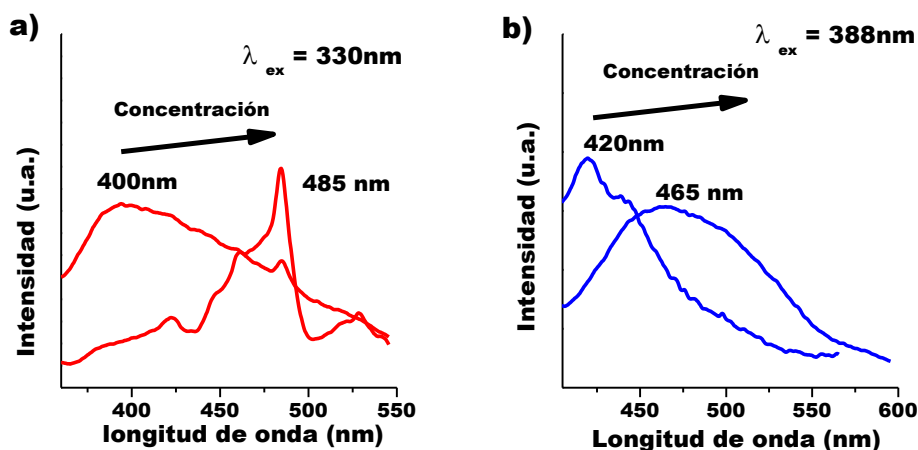 a)
λ ex = 330nm
Concentración
400nm
485 nm
Intensidad (u.a.)
400 450 500 550
longitud de onda (nm)
b)
λ ex = 388nm
Concentración
420nm
465 nm
Intensidad (u.a.)
450 500 550 600
Longitud de onda (nm)